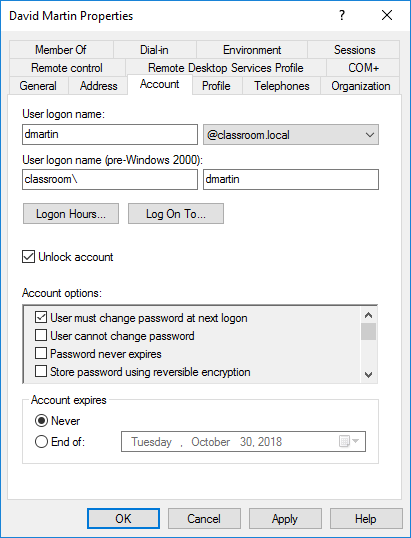 David Martin Properties
Member Of Dial-in Environment Sessions
Remote control Remote Desktop Services Profile COM+
General Address Account Profile Telephones Organization
User logon name:
dmartin @classroom.local
User logon name (pre-Windows 2000):
classroom\ dmartin
Logon Hours... Log On To...
Unlock account
Account options:
User must change password at next logon
User cannot change password
Password never expires
Store password using reversible encryption
Account expires
Never
End of: Tuesday , October 30, 2018
OK Cancel Apply Help